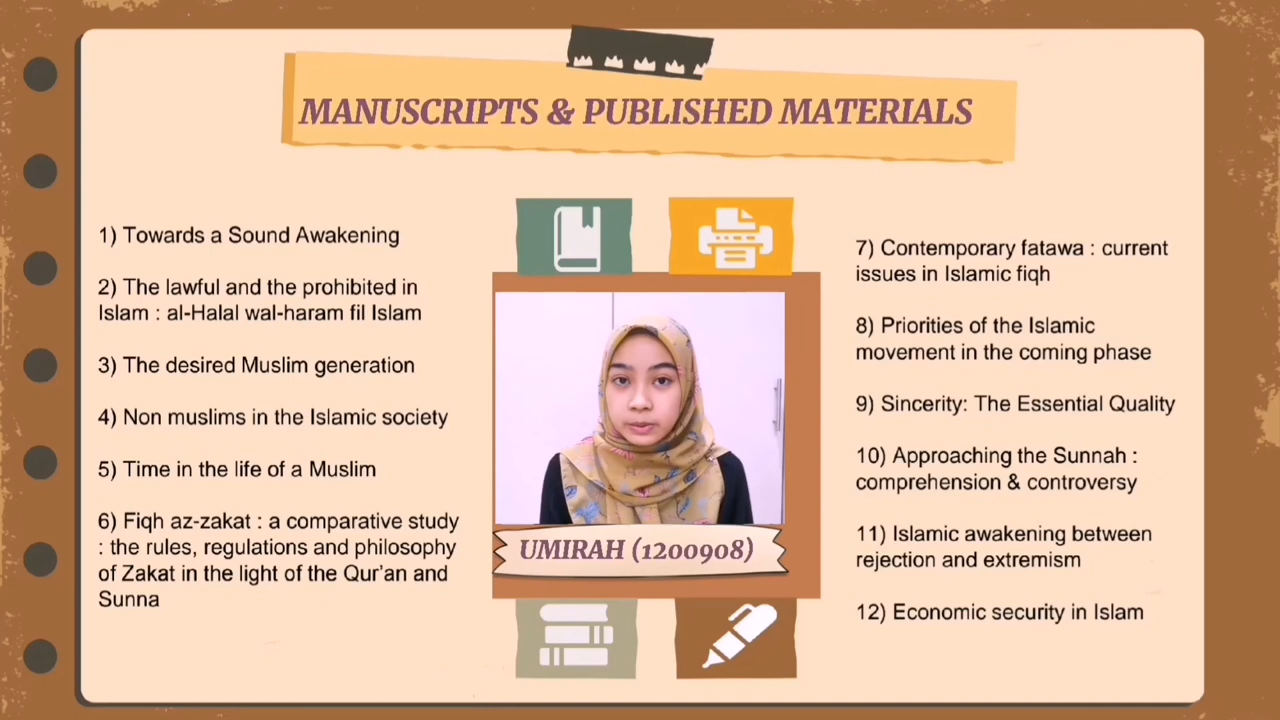 MANUSCRIPTS & PUBLISHED MATERIALS
1) Towards a Sound Awakening
2) The lawful and the prohibited in
Islam : al-Halal wal-haram fil Islam
3) The desired Muslim generation
4) Non muslims in the Islamic society
5) Time in the life of a Muslim
6) Fiqh az-zakat : a comparative study
: the rules, regulations and philosophy
of Zakat in the light of the Qur'an and
Sunna
UMIRAH (1200908)
7) Contemporary fatawa : current
issues in Islamic fiqh
8) Priorities of the Islamic
movement in the coming phase
9) Sincerity: The Essential Quality
10) Approaching the Sunnah :
comprehension & controversy
11) Islamic awakening between
rejection and extremism
12) Economic security in Islam